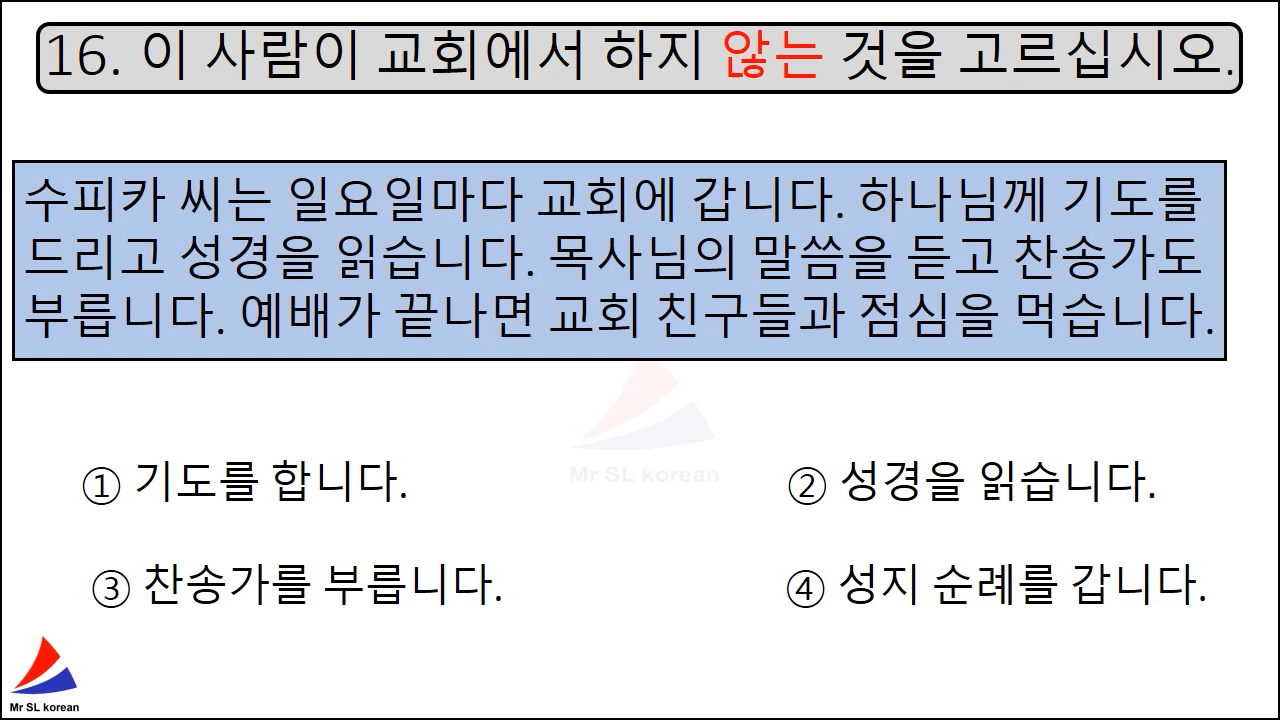 16. 이 사람이 교회에서 하지 않는 것을 고르십시오.
수피카 씨는 일요일마다 교회에 갑니다. 하나님께 기도를
드리고 성경을 읽습니다. 목사님의 말씀을 듣고 찬송가도
부릅니다. 예배가 끝나면 교회 친구들과 점심을 먹습니다.
Mr SL korean
① 기도를 합니다.
② 성경을 읽습니다.
③ 찬송가를 부릅니다.
④ 성지 순례를 갑니다.
Mr SL korean